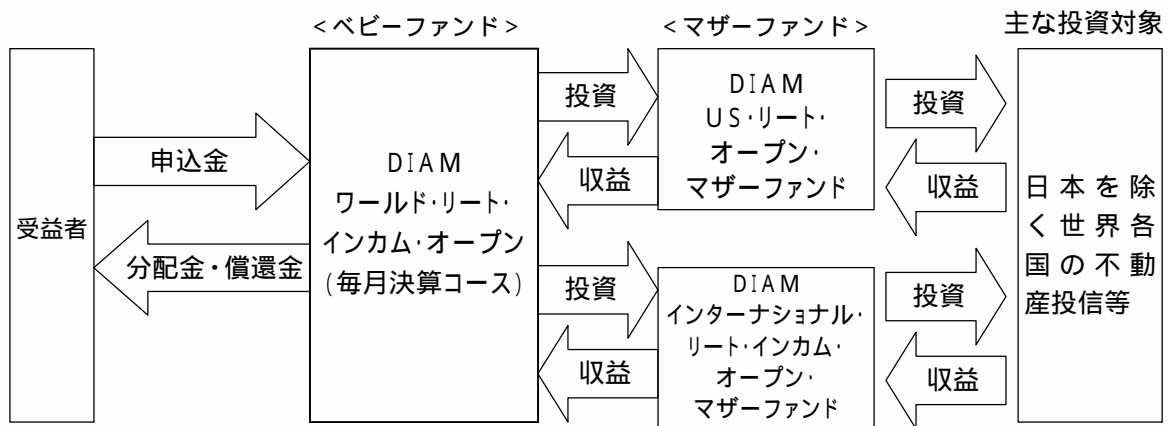 <ベビーファンド>
<マザーファンド>
主な投資対象
受益者
申込金
分配金・償還金
DIAM
ワールド・リート・
インカム・オープン
(毎月決算コース)
投資
収益
投資
収益
DIAM
US・リート・
オープン・
マザーファンド
DIAM
インターナショナル・
リート・インカム・
オープン・
マザーファンド
投資
収益
投資
収益
日本を除
く世界各
国の不動
産投信等